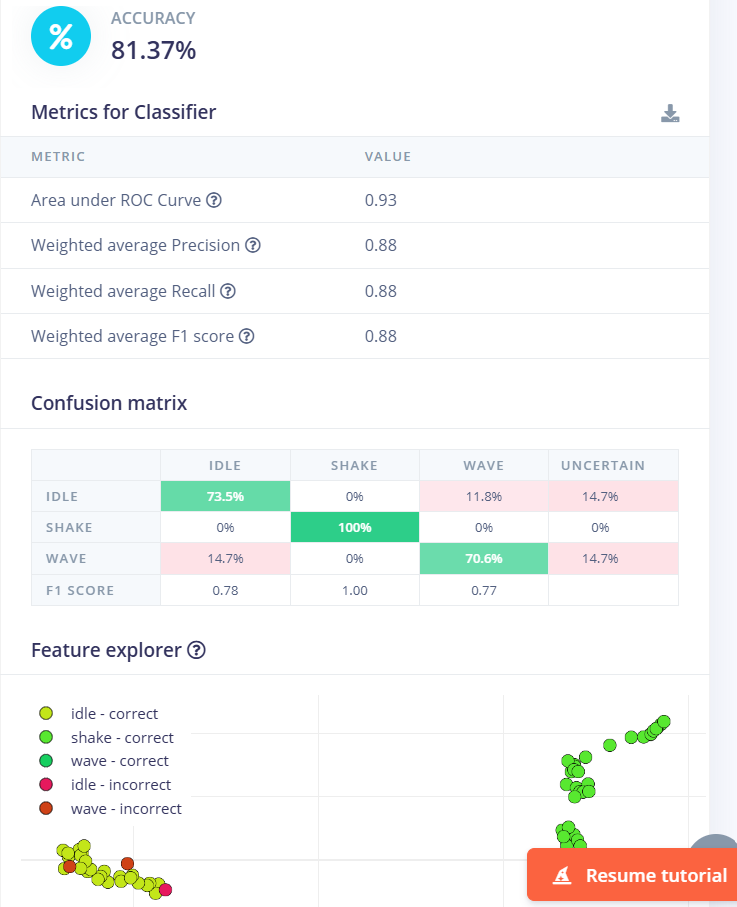 %
ACCURACY
81.37%
Metrics for Classifier
METRIC VALUE
Area under ROC Curve ? 0.93
Weighted average Precision ? 0.88
Weighted average Recall ? 0.88
Weighted average F1 score ? 0.88
Confusion matrix
IDLE SHAKE WAVE UNCERTAIN
IDLE 73.5% 0% 11.8% 14.7%
SHAKE 0% 100% 0% 0%
WAVE 14.7% 0% 70.6% 14.7%
F1 SCORE 0.78 1.00 0.77
Feature explorer ?
idle - correct
shake - correct
wave - correct
idle - incorrect
wave - incorrect
Resume tutorial